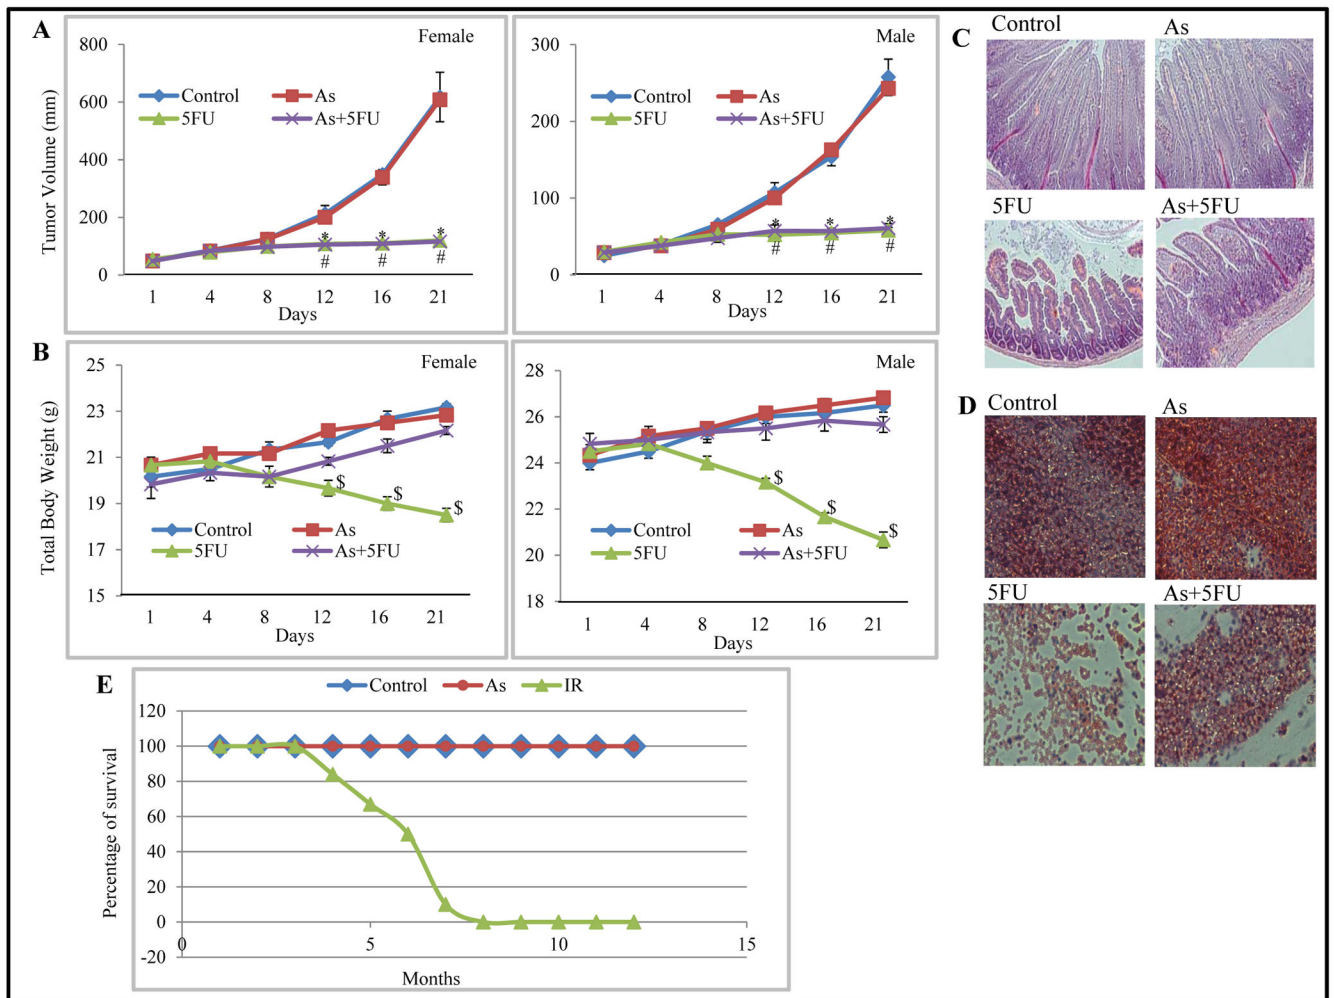 A
Female
Tumor Volume (mm)
800
600
400
200
0
Control
As
5FU
As+5FU
* * *
# # #
1 4 8 12 16 21
Days
Male
300
200
100
0
Control
As
5FU
As+5FU
* * *
# # #
1 4 8 12 16 21
Days
B
Female
Total Body Weight (g)
25
23
21
19
17
15
$ $ $
Control
As
5FU
As+5FU
1 4 8 12 16 21
Days
Male
28
26
24
22
20
18
$ $ $
Control
As
5FU
As+5FU
1 4 8 12 16 21
Days
C
Control
As
5FU
As+5FU
D
Control
As
5FU
As+5FU
E
Control
As
IR
Percentage of survival
120
100
80
60
40
20
0
-20
0 5 10 15
Months